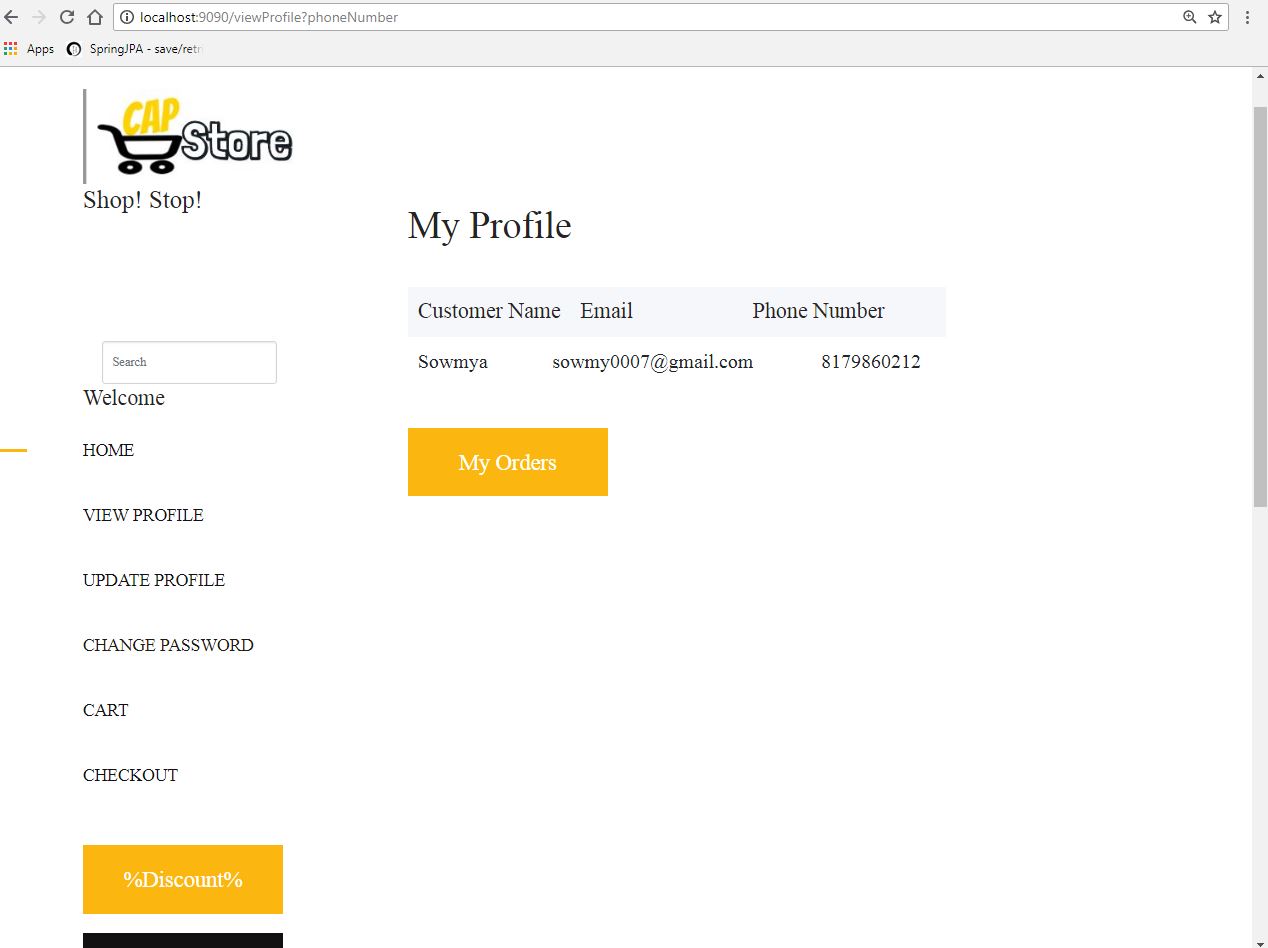 localhost:9090/viewProfile?phoneNumber
Apps SpringJPA - save/retri
CAP
Store
Shop! Stop!
My Profile
Customer Name Email Phone Number
Sowmya sowmy0007@gmail.com 8179860212
My Orders
Search
Welcome
HOME
VIEW PROFILE
UPDATE PROFILE
CHANGE PASSWORD
CART
CHECKOUT
%Discount%